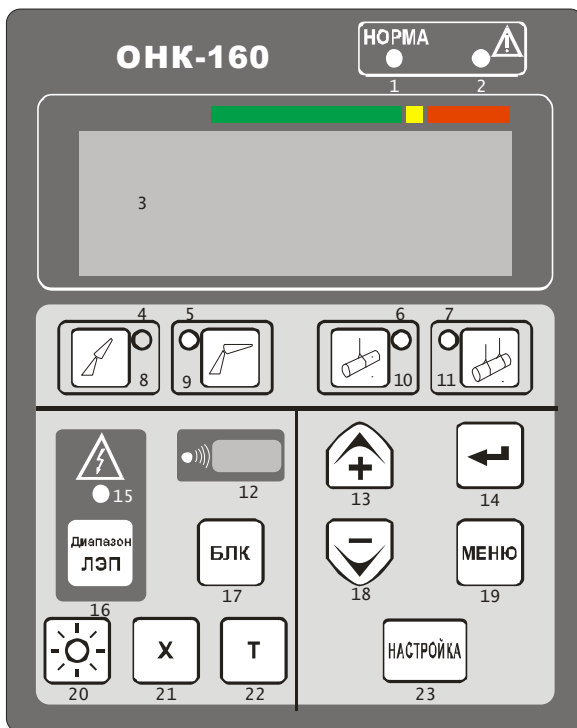 ОНК-160
НОРМА
1 2
3
4 5 6 7
8 9 10 11
15
12
13
14
Диапазон
ЛЭП
16
БЛК
17
18
МЕНЮ
19
20
Х
21
Т
22
НАСТРОЙКА
23